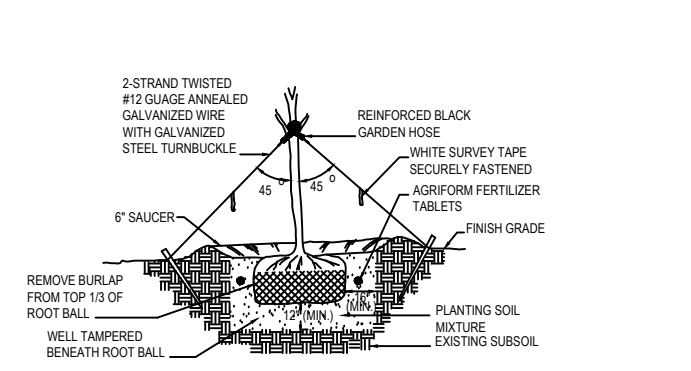 2-STRAND TWISTED
#12 GUAGE ANNEALED
GALVANIZED WIRE
WITH GALVANIZED
STEEL TURNBUCKLE
REINFORCED BLACK
GARDEN HOSE
WHITE SURVEY TAPE
SECURELY FASTENED
45 o
45 o
AGRIFORM FERTILIZER
TABLETS
6" SAUCER
FINISH GRADE
REMOVE BURLAP
FROM TOP 1/3 OF
ROOT BALL
16"
(MIN.)
12" (MIN.)
PLANTING SOIL
MIXTURE
WELL TAMPERED
BENEATH ROOT BALL
EXISTING SUBSOIL